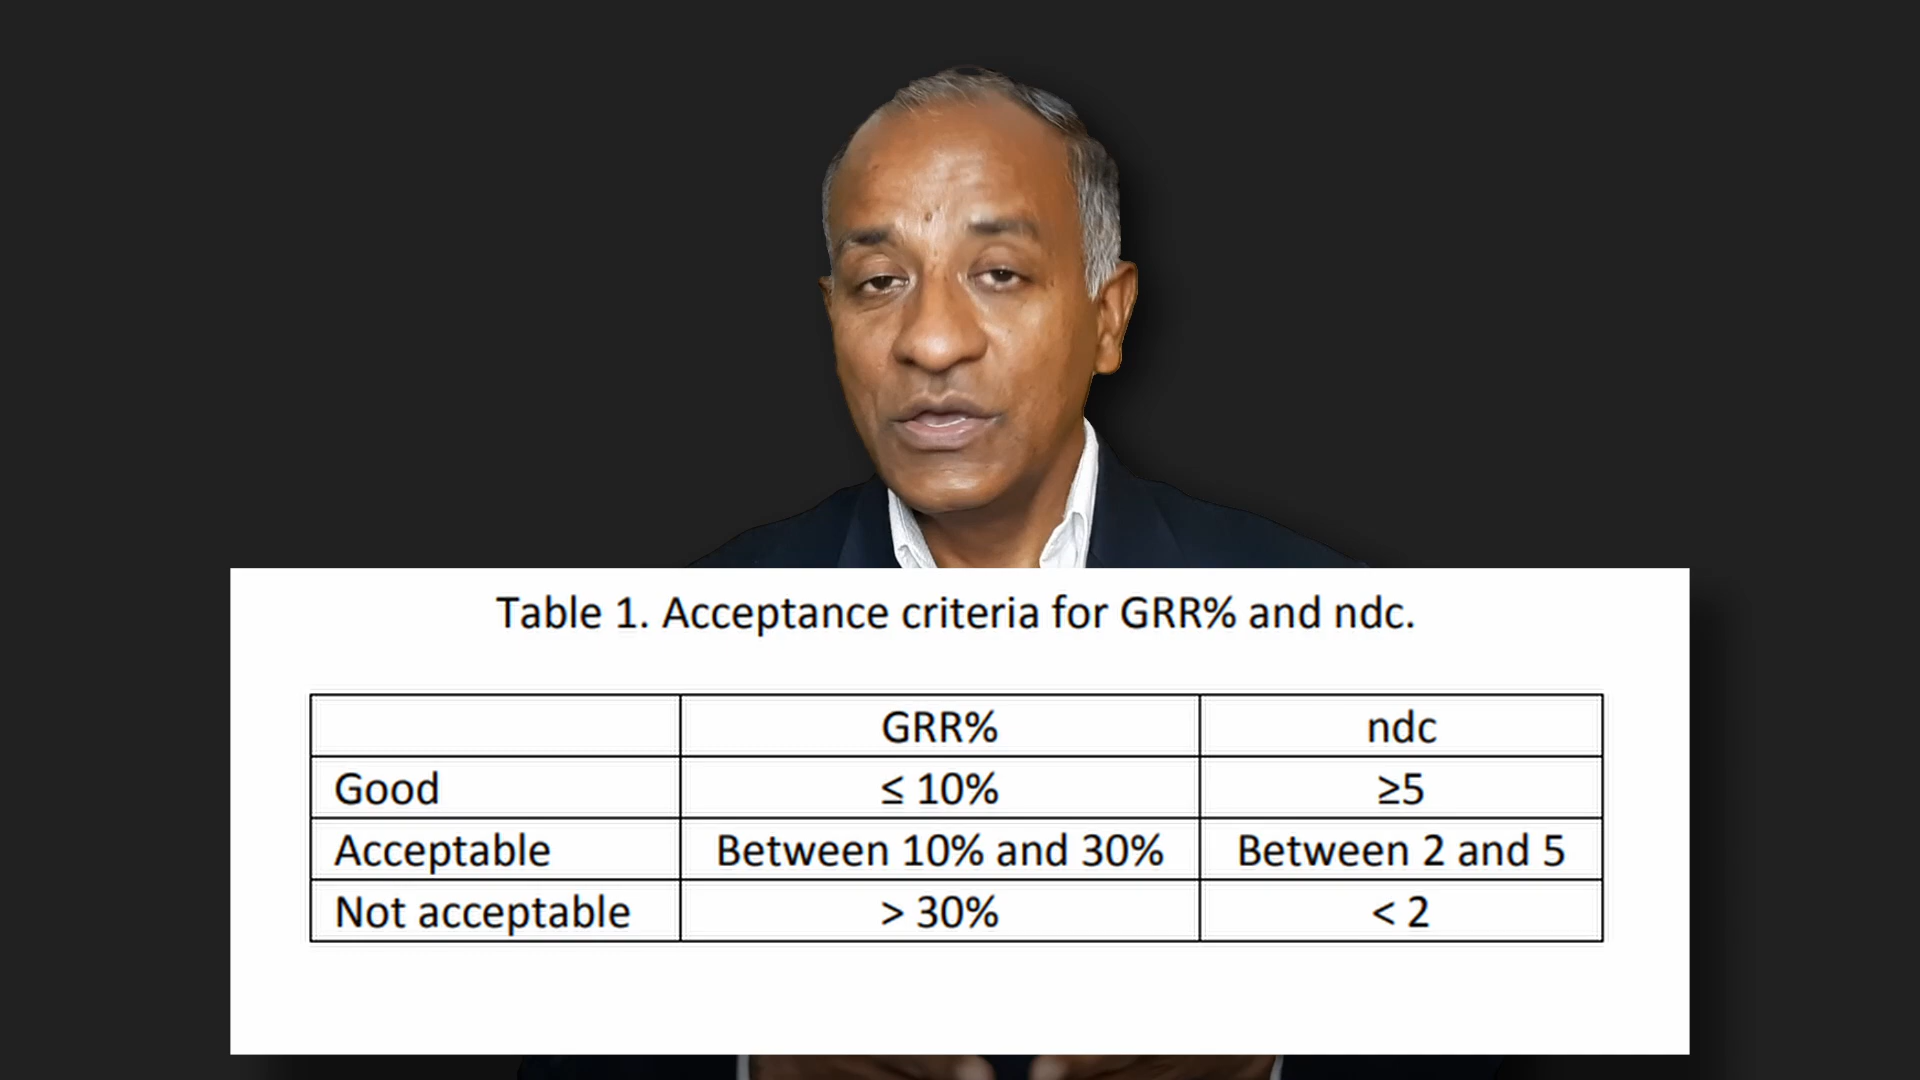 Table 1. Acceptance criteria for GRR% and ndc.
GRR% ndc
Good ≤ 10% ≥5
Acceptable Between 10% and 30% Between 2 and 5
Not acceptable > 30% < 2